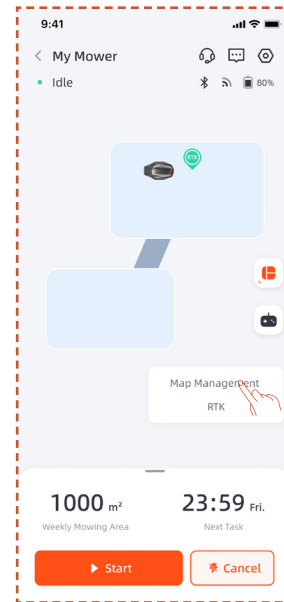 9:41
My Mower
Idle
80%
RTK
Map Management
RTK
1000 m²
23:59 Fri.
Weekly Mowing Area
Next Task
Start
Cancel